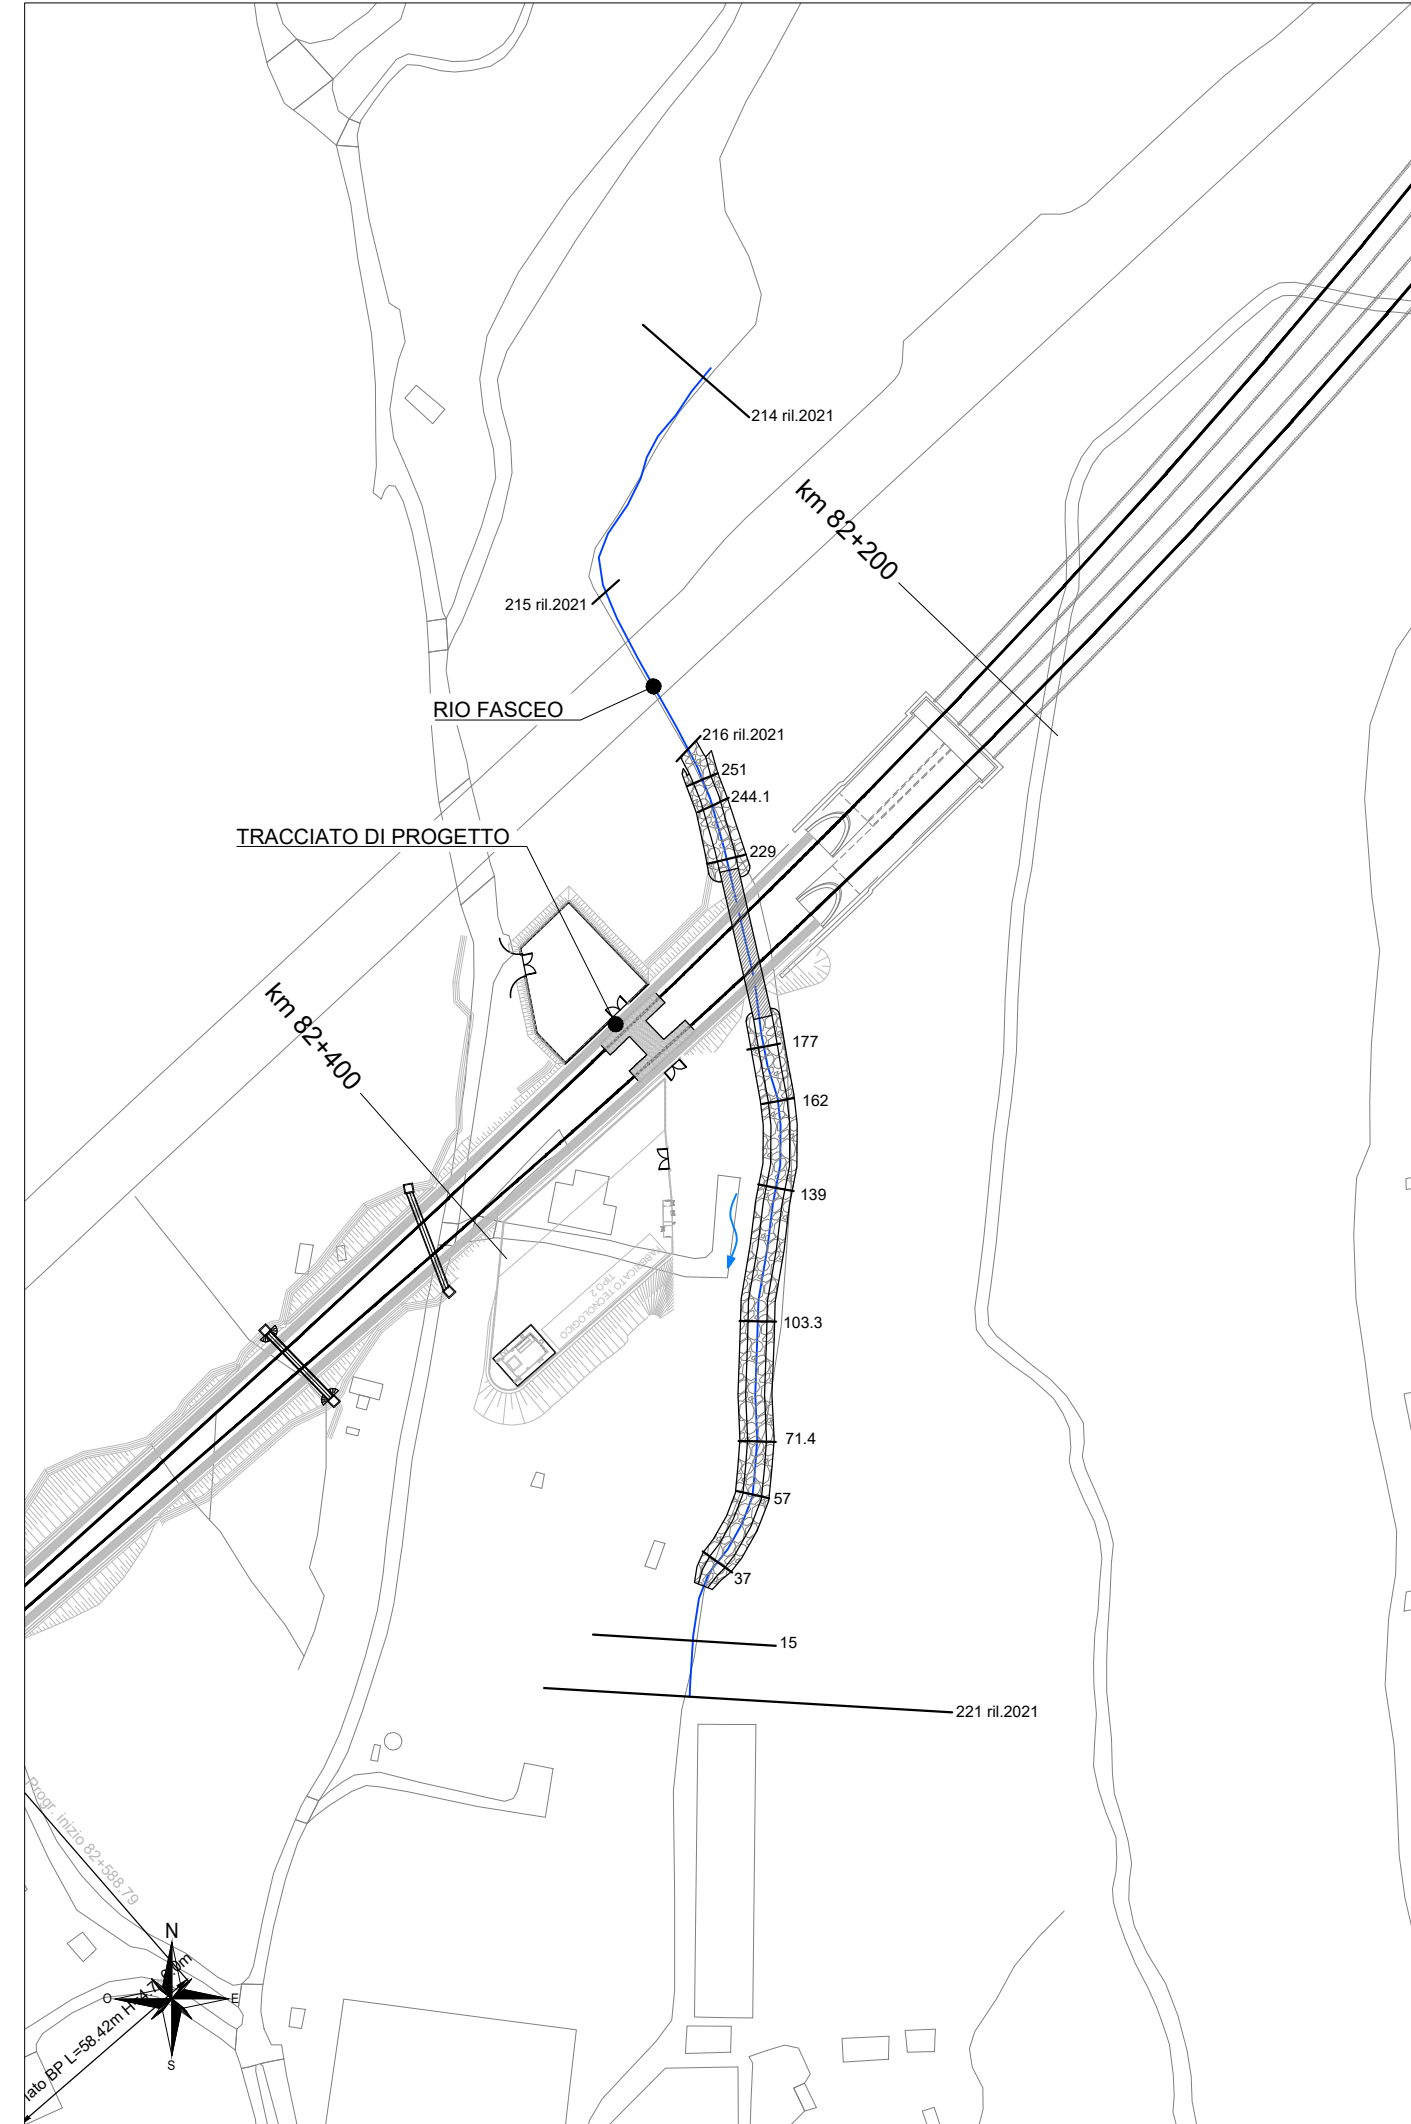 214 ril.2021
km 82+200
215 ril.2021
RIO FASCEO
216 ril.2021
251
244.1
TRACCIATO DI PROGETTO
229
km 82+400
177
162
139
FABBRICATO TECNOLOGICO
TIPO 2
103.3
71.4
57
37
15
221 ril.2021
Progr. inizio 82+588.79
N
O
E
S
lato BP L=58.42m